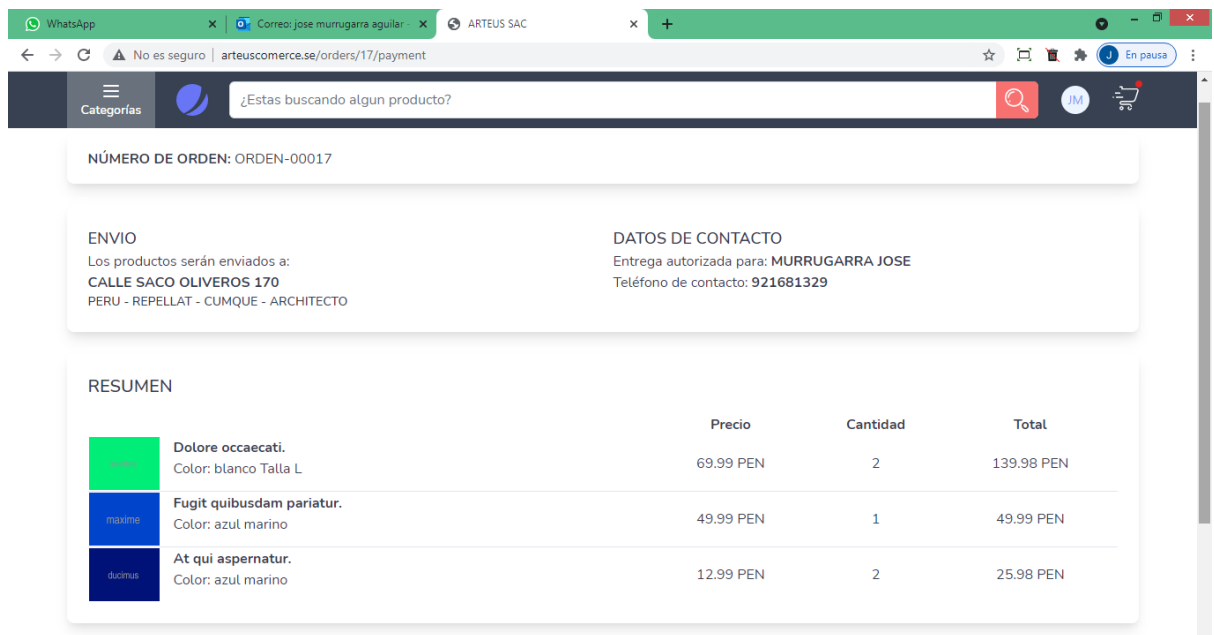 WhatsApp
Correo: jose murrugarra aguilar -
ARTEUS SAC
No es seguro | arteuscomerce.se/orders/17/payment
J En pausa
Categorías
¿Estas buscando algun producto?
JM
NÚMERO DE ORDEN: ORDEN-00017
ENVIO
Los productos serán enviados a:
CALLE SACO OLIVEROS 170
PERU - REPELLAT - CUMQUE - ARCHITECTO
DATOS DE CONTACTO
Entrega autorizada para: MURRUGARRA JOSE
Teléfono de contacto: 921681329
RESUMEN
Precio Cantidad Total
Dolore occaecati.
Color: blanco Talla L
69.99 PEN 2 139.98 PEN
maxime
Fugit quibusdam pariatur.
Color: azul marino
49.99 PEN 1 49.99 PEN
ducimus
At qui aspernatur.
Color: azul marino
12.99 PEN 2 25.98 PEN